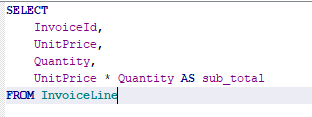 SELECT
    InvoiceId,
    UnitPrice,
    Quantity,
    UnitPrice * Quantity AS sub_total
FROM InvoiceLine